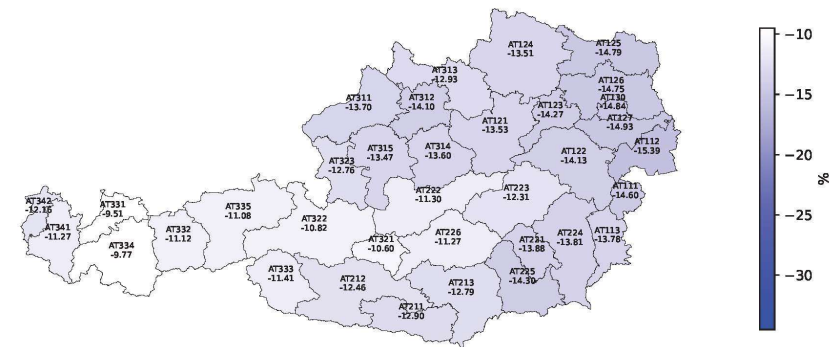 AT124
-13.51
AT125
-14.79
AT313
-12.93
AT126
-14.75
AT311
-13.70
AT312
-14.10
AT130
-14.84
AT123
-14.27
AT121
-13.53
AT127
-14.93
AT112
-15.39
AT315
-13.47
AT314
-13.60
AT122
-14.13
AT323
-12.76
AT111
-14.60
AT222
-11.30
AT223
-12.31
AT342
-12.16
AT331
-9.51
AT335
-11.08
AT322
-10.82
AT341
-11.27
AT332
-11.12
AT334
-9.77
AT321
-10.60
AT226
-11.27
AT221
-13.88
AT224
-13.81
AT113
-13.78
AT333
-11.41
AT212
-12.46
AT213
-12.79
AT225
-14.30
AT211
-12.90
−10
−15
−20
−25
−30
%